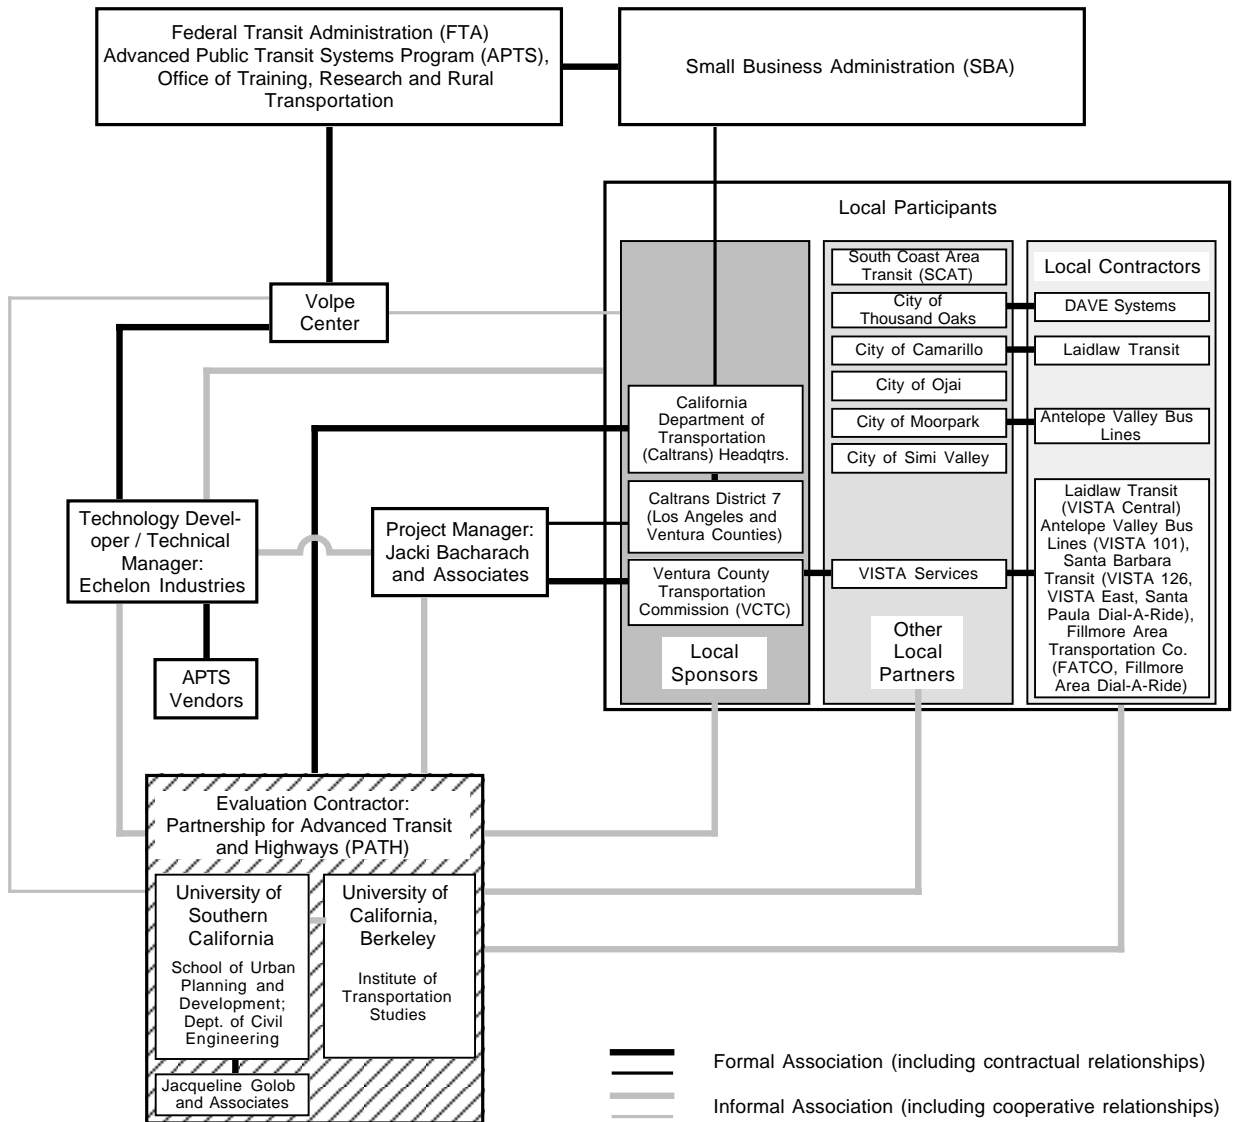 Federal Transit Administration (FTA)
Advanced Public Transit Systems Program (APTS),
Office of Training, Research and Rural
Transportation
Small Business Administration (SBA)
Local Participants
Volpe
Center
South Coast Area
Transit (SCAT)
City of
Thousand Oaks
City of Camarillo
City of Ojai
City of Moorpark
City of Simi Valley
VISTA Services
Other
Local
Partners
Local Contractors
DAVE Systems
Laidlaw Transit
Antelope Valley Bus
Lines
Laidlaw Transit
(VISTA Central)
Antelope Valley Bus
Lines (VISTA 101),
Santa Barbara
Transit (VISTA 126,
VISTA East, Santa
Paula Dial-A-Ride),
Fillmore Area
Transportation Co.
(FATCO, Fillmore
Area Dial-A-Ride)
California
Department of
Transportation
(Caltrans) Headqtrs.
Caltrans District 7
(Los Angeles and
Ventura Counties)
Ventura County
Transportation
Commission (VCTC)
Local
Sponsors
Technology Devel-
oper / Technical
Manager:
Echelon Industries
Project Manager:
Jacki Bacharach
and Associates
APTS
Vendors
Evaluation Contractor:
Partnership for Advanced Transit
and Highways (PATH)
University of
Southern
California
School of Urban
Planning and
Development;
Dept. of Civil
Engineering
University of
California,
Berkeley
Institute of
Transportation
Studies
Jacqueline Golob
and Associates
Formal Association (including contractual relationships)
Informal Association (including cooperative relationships)